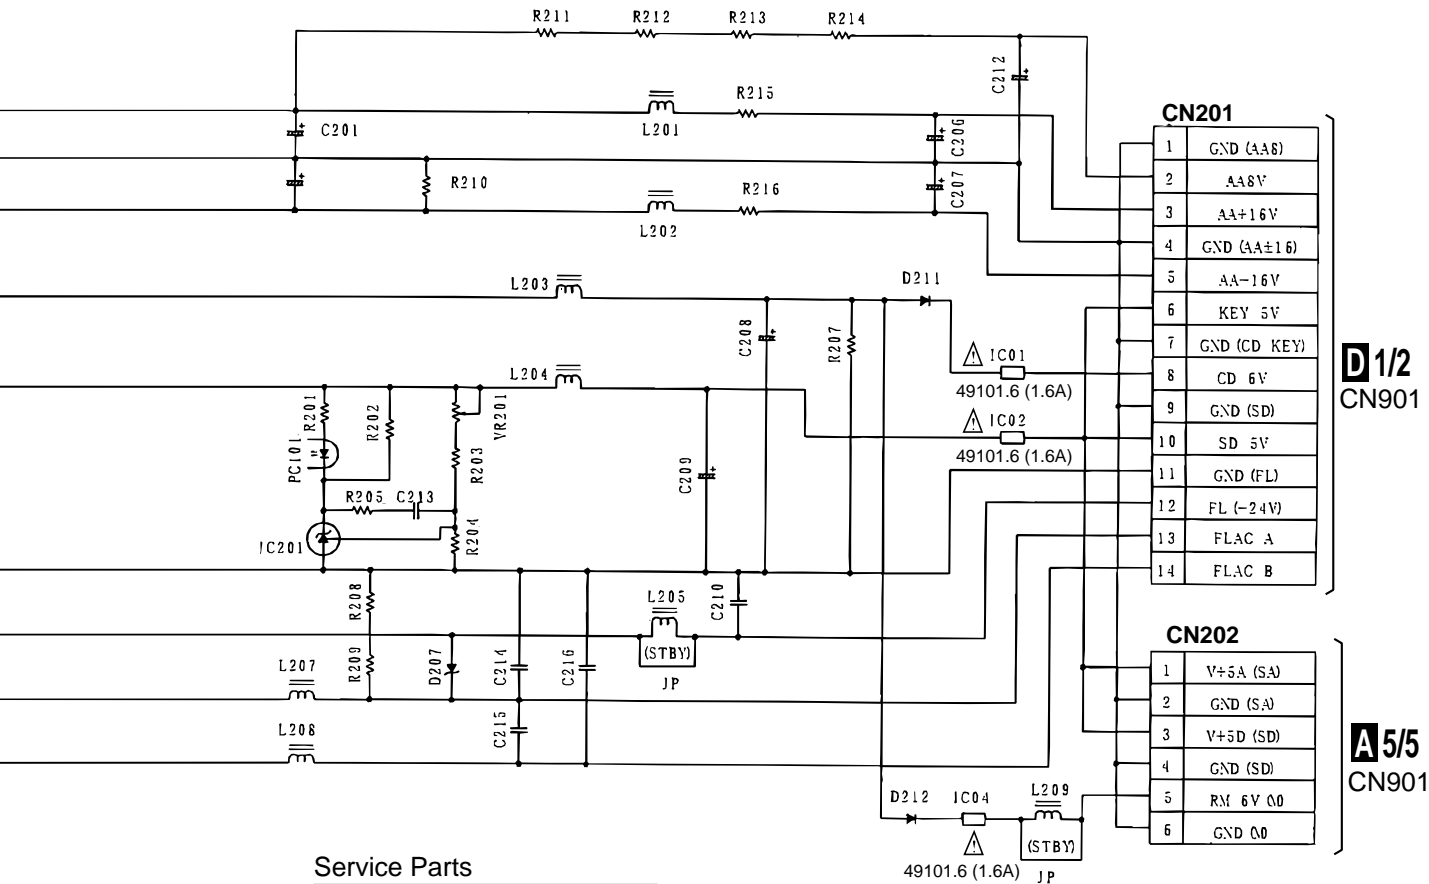 R211 R212 R213 R214
C212
R215
L201
C201
C206
R210
R216
C207
L202
CN201
1 GND (AA8)
2 AA8V
3 AA+16V
4 GND (AA±16)
5 AA-16V
6 KEY 5V
7 GND (CD KEY)
8 CD 6V
9 GND (SD)
10 SD 5V
11 GND (FL)
12 FL (-24V)
13 FLAC A
14 FLAC B
D 1/2
CN901
L203
D211
C208
R207
IC01
49101.6 (1.6A)
L204
IC02
49101.6 (1.6A)
R201
R202
VR201
PC101
R203
C209
R205 C213
R204
IC201
R208
L205
C210
(STBY)
JP
R209
D207
C214
C216
L207
C215
L208
CN202
1 V+5A (SA)
2 GND (SA)
3 V+5D (SD)
4 GND (SD)
5 RM 6V
6 GND
A 5/5
CN901
D212 IC04 L209
(STBY)
49101.6 (1.6A) JP
Service Parts